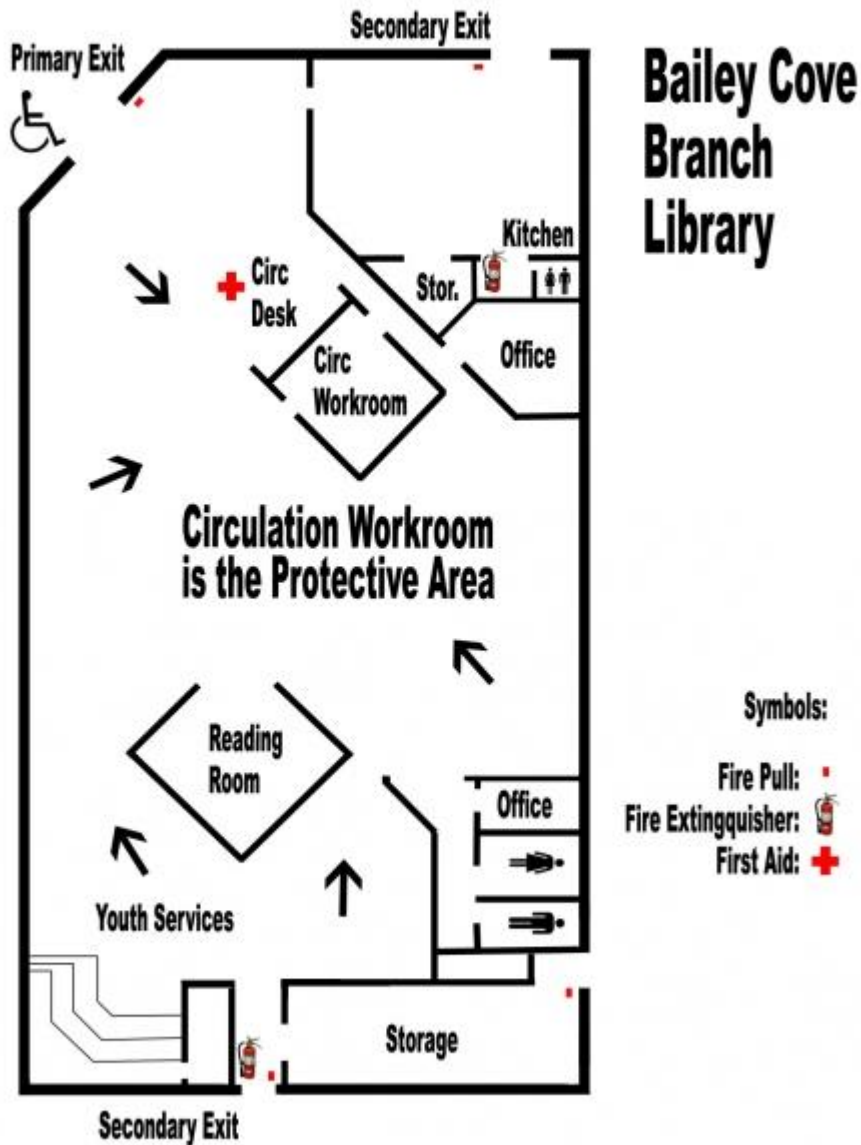 Secondary Exit
Primary Exit
Bailey Cove
Branch
Library
Kitchen
Stor.
Circ
Desk
Office
Circ
Workroom
Circulation Workroom
is the Protective Area
Reading
Room
Office
Symbols:
Fire Pull:
Fire Extingquisher:
First Aid:
Youth Services
Storage
Secondary Exit